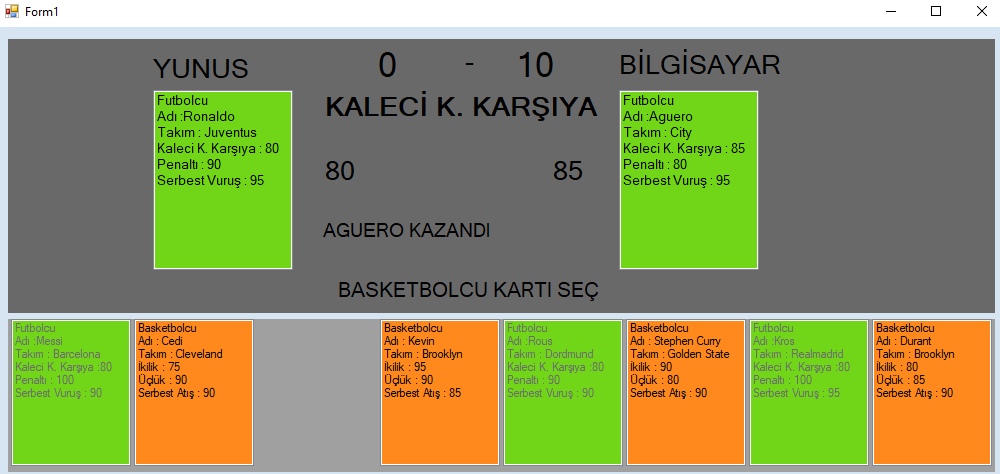 Form1
YUNUS
0 - 10
BİLGİSAYAR
Futbolcu
Adı :Ronaldo
Takım : Juventus
Kaleci K. Karşıya : 80
Penaltı : 90
Serbest Vuruş : 95
KALECİ K. KARŞIYA
80 85
AGUERO KAZANDI
BASKETBOLCU KARTI SEÇ
Futbolcu
Adı :Aguero
Takım : City
Kaleci K. Karşıya : 85
Penaltı : 80
Serbest Vuruş : 95
Futbolcu
Adı :Messi
Takım : Barcelona
Kaleci K. Karşıya :80
Penaltı : 100
Serbest Vuruş : 90
Basketbolcu
Adı : Cedi
Takım : Cleveland
İkilik : 75
Üçlük : 90
Serbest Atış : 90
Basketbolcu
Adı : Kevin
Takım : Brooklyn
İkilik : 95
Üçlük : 90
Serbest Atış : 85
Futbolcu
Adı :Rous
Takım : Dordmund
Kaleci K. Karşıya :80
Penaltı : 90
Serbest Vuruş : 90
Basketbolcu
Adı : Stephen Curry
Takım : Golden State
İkilik : 90
Üçlük : 80
Serbest Atış : 90
Futbolcu
Adı :Kros
Takım : Realmadrid
Kaleci K. Karşıya :80
Penaltı : 100
Serbest Vuruş : 95
Basketbolcu
Adı : Durant
Takım : Brooklyn
İkilik : 80
Üçlük : 85
Serbest Atış : 90